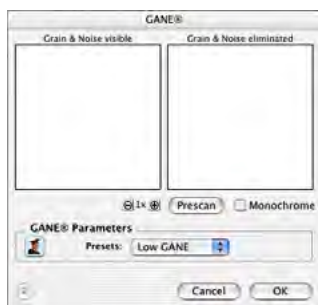 GANE®
Grain & Noise visible Grain & Noise eliminated
1x Prescan Monochrome
GANE® Parameters
Presets: Low GANE
Cancel OK